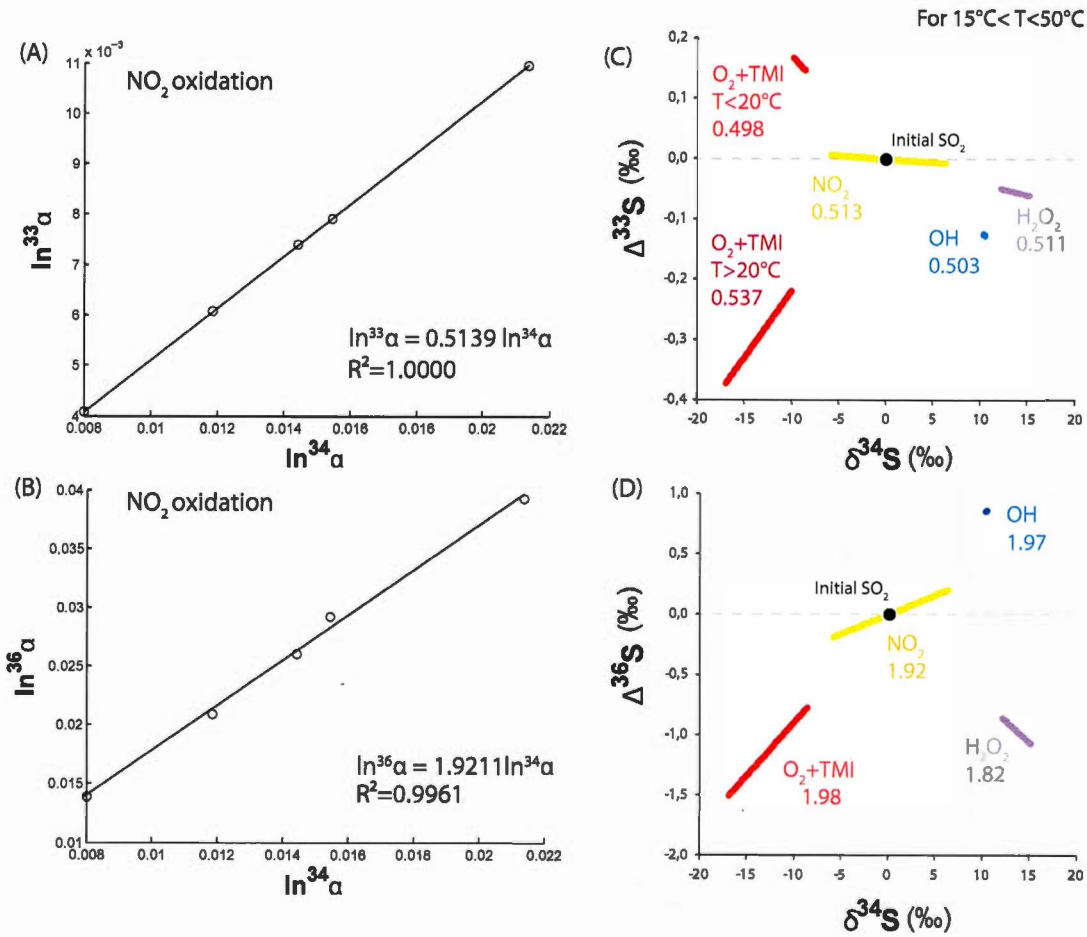 For 15°C< T<50°C
(A)
x 10⁻³
NO₂ oxidation
11
10
9
8
7
6
5
4
ln³³α
ln³³α = 0.5139 ln³⁴α
R²=1.0000
0.008
0.01
0.012
0.014
0.016
0.018
0.02
0.022
ln³⁴α
(B)
NO₂ oxidation
0.04
0.035
0.03
0.025
0.02
0.015
0.01
ln³⁶α
ln³⁶α = 1.9211ln³⁴α
R²=0.9961
0.008
0.01
0.012
0.014
0.016
0.018
0.02
0.022
ln³⁴α
(C)
0,2
0,1
0,0
-0,1
-0,2
-0,3
-0,4
Δ³³S (‰)
O₂+TMI
T<20°C
0.498
Initial SO₂
NO₂
0.513
H₂O₂
0.511
OH
0.503
O₂+TMI
T>20°C
0.537
-20
-15
-10
-5
0
5
10
15
20
δ³⁴S (‰)
(D)
1,0
0,5
0,0
-0,5
-1,0
-1,5
-2,0
Δ³⁶S (‰)
OH
1.97
Initial SO₂
NO₂
1.92
H₂O₂
1.82
O₂+TMI
1.98
-20
-15
-10
-5
0
5
10
15
20
δ³⁴S (‰)